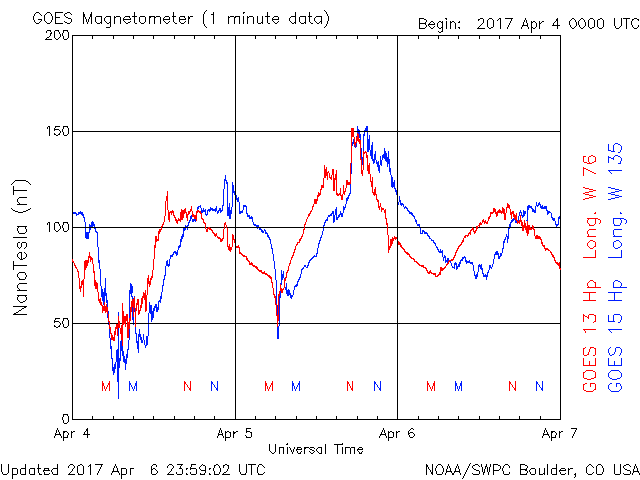 GOES Magnetometer (1 minute data)
Begin: 2017 Apr 4 0000 UTC
200
150
100
50
0
NanoTesla (nT)
M M N N M M N N M M N N
Apr 4 Apr 5 Apr 6 Apr 7
Universal Time
GOES 13 Hp Long. W 76
GOES 15 Hp Long. W 135
Updated 2017 Apr 6 23:59:02 UTC
NOAA/SWPC Boulder, CO USA